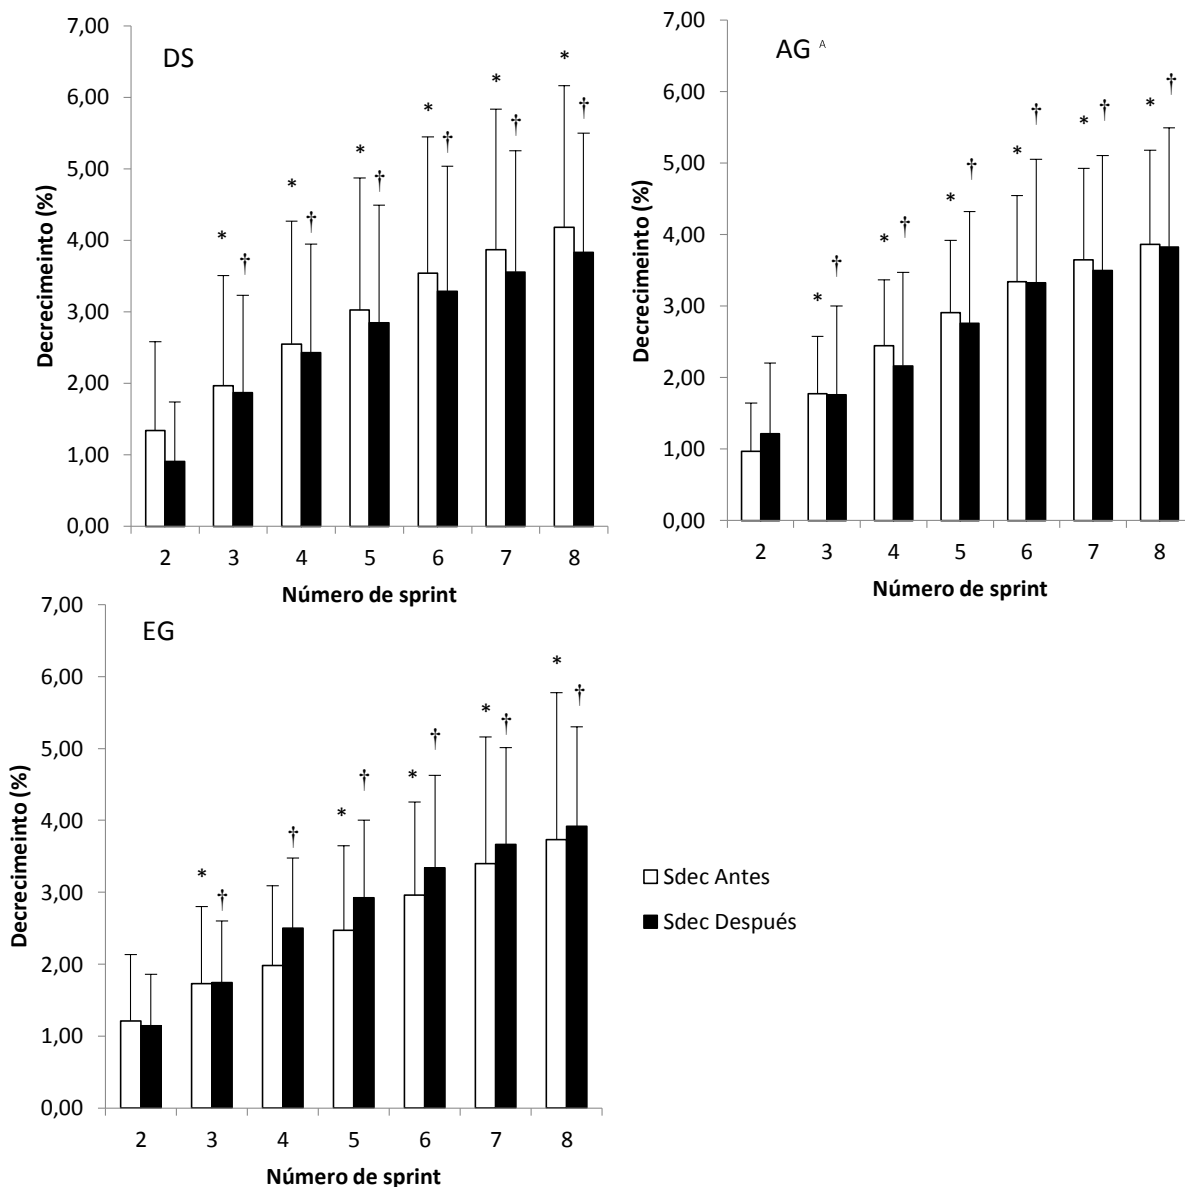 DS
7,00
6,00
5,00
4,00
3,00
2,00
1,00
0,00
Decrecimeinto (%)
* * * * * * *
† † † † † †
2 3 4 5 6 7 8
Número de sprint
AG A
7,00
6,00
5,00
4,00
3,00
2,00
1,00
0,00
Decrecimeinto (%)
* * * * * *
† † † † † †
2 3 4 5 6 7 8
Número de sprint
EG
7,00
6,00
5,00
4,00
3,00
2,00
1,00
0,00
Decrecimeinto (%)
* * * * *
† † † † † †
2 3 4 5 6 7 8
Número de sprint
Sdec Antes
Sdec Después